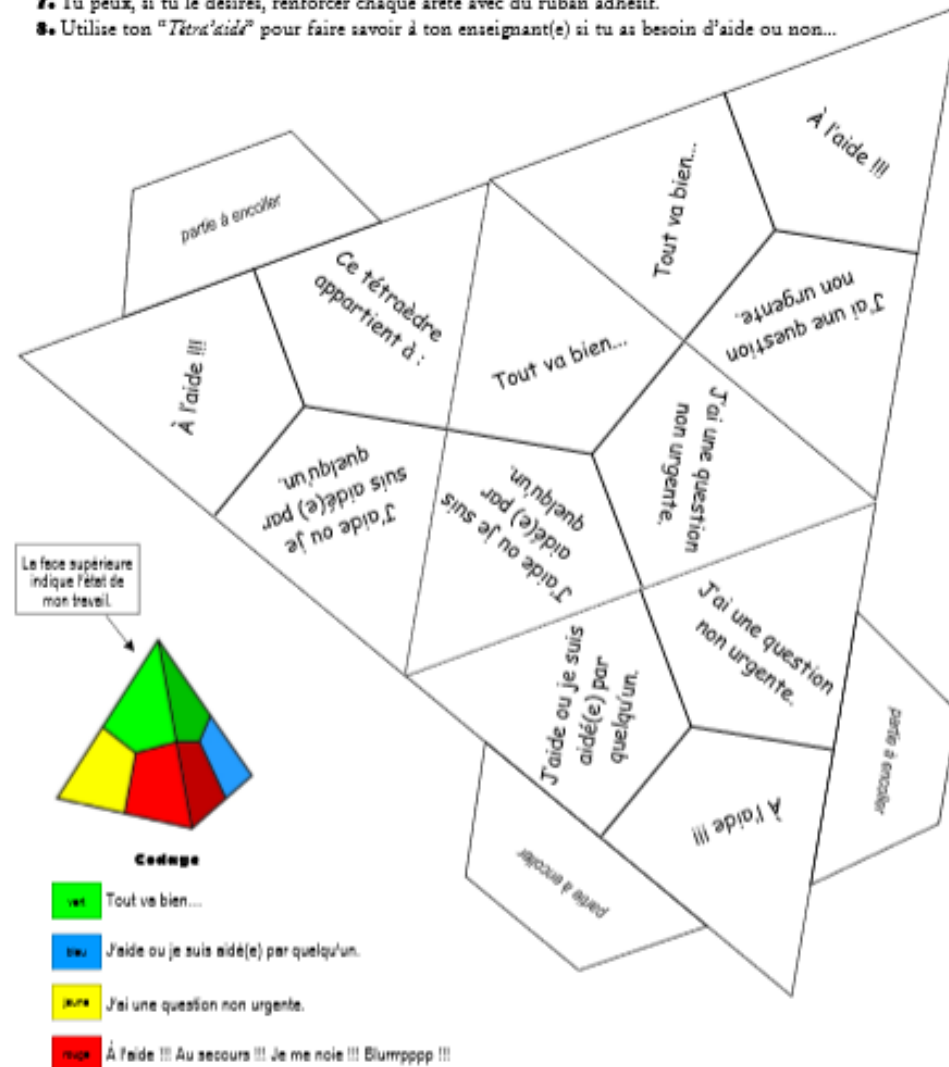 7. Tu peux, si tu le désires, renforcer chaque arête avec du ruban adhésif.
8. Utilise ton "Tétra'aide" pour faire savoir à ton enseignant(e) si tu as besoin d'aide ou non...
À l'aide !!!
Tout va bien...
partie à encoller
Ce tétraèdre
appartient à :
J'ai une question
non urgente.
À l'aide !!!
Tout va bien...
J'ai une question
non urgente.
J'aide ou je
suis aidé(e) par
quelqu'un.
J'aide ou je suis
aidé(e) par
quelqu'un.
La face supérieure
indique l'état de
mon travail.
J'ai une question
non urgente.
J'aide ou je suis
aidé(e) par
quelqu'un.
partie à encoller
À l'aide !!!
partie à encoller
Codage
vert Tout va bien...
bleu J'aide ou je suis aidé(e) par quelqu'un.
jaune J'ai une question non urgente.
rouge À l'aide !!! Au secours !!! Je me noie !!! Blurrpppp !!!